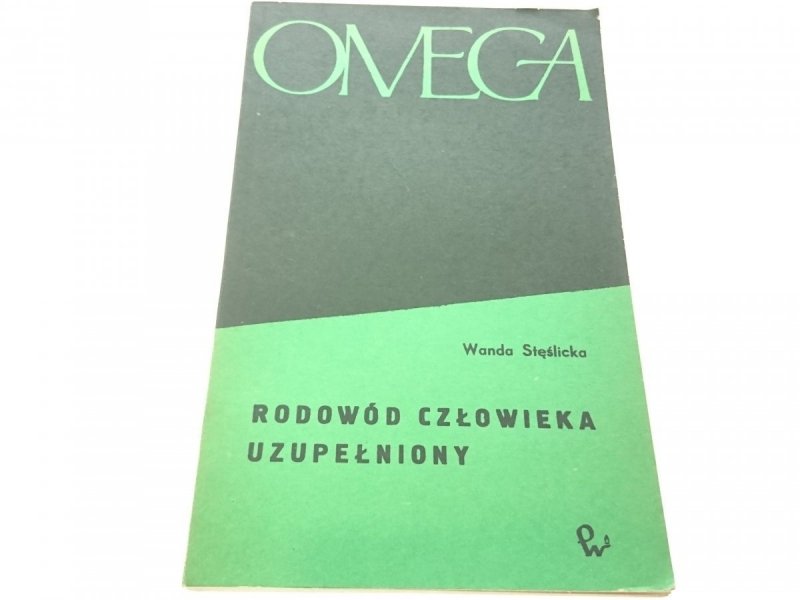 OMEGA
Wanda Stęślicka
RODOWÓD CZŁOWIEKA
UZUPEŁNIONY
PW